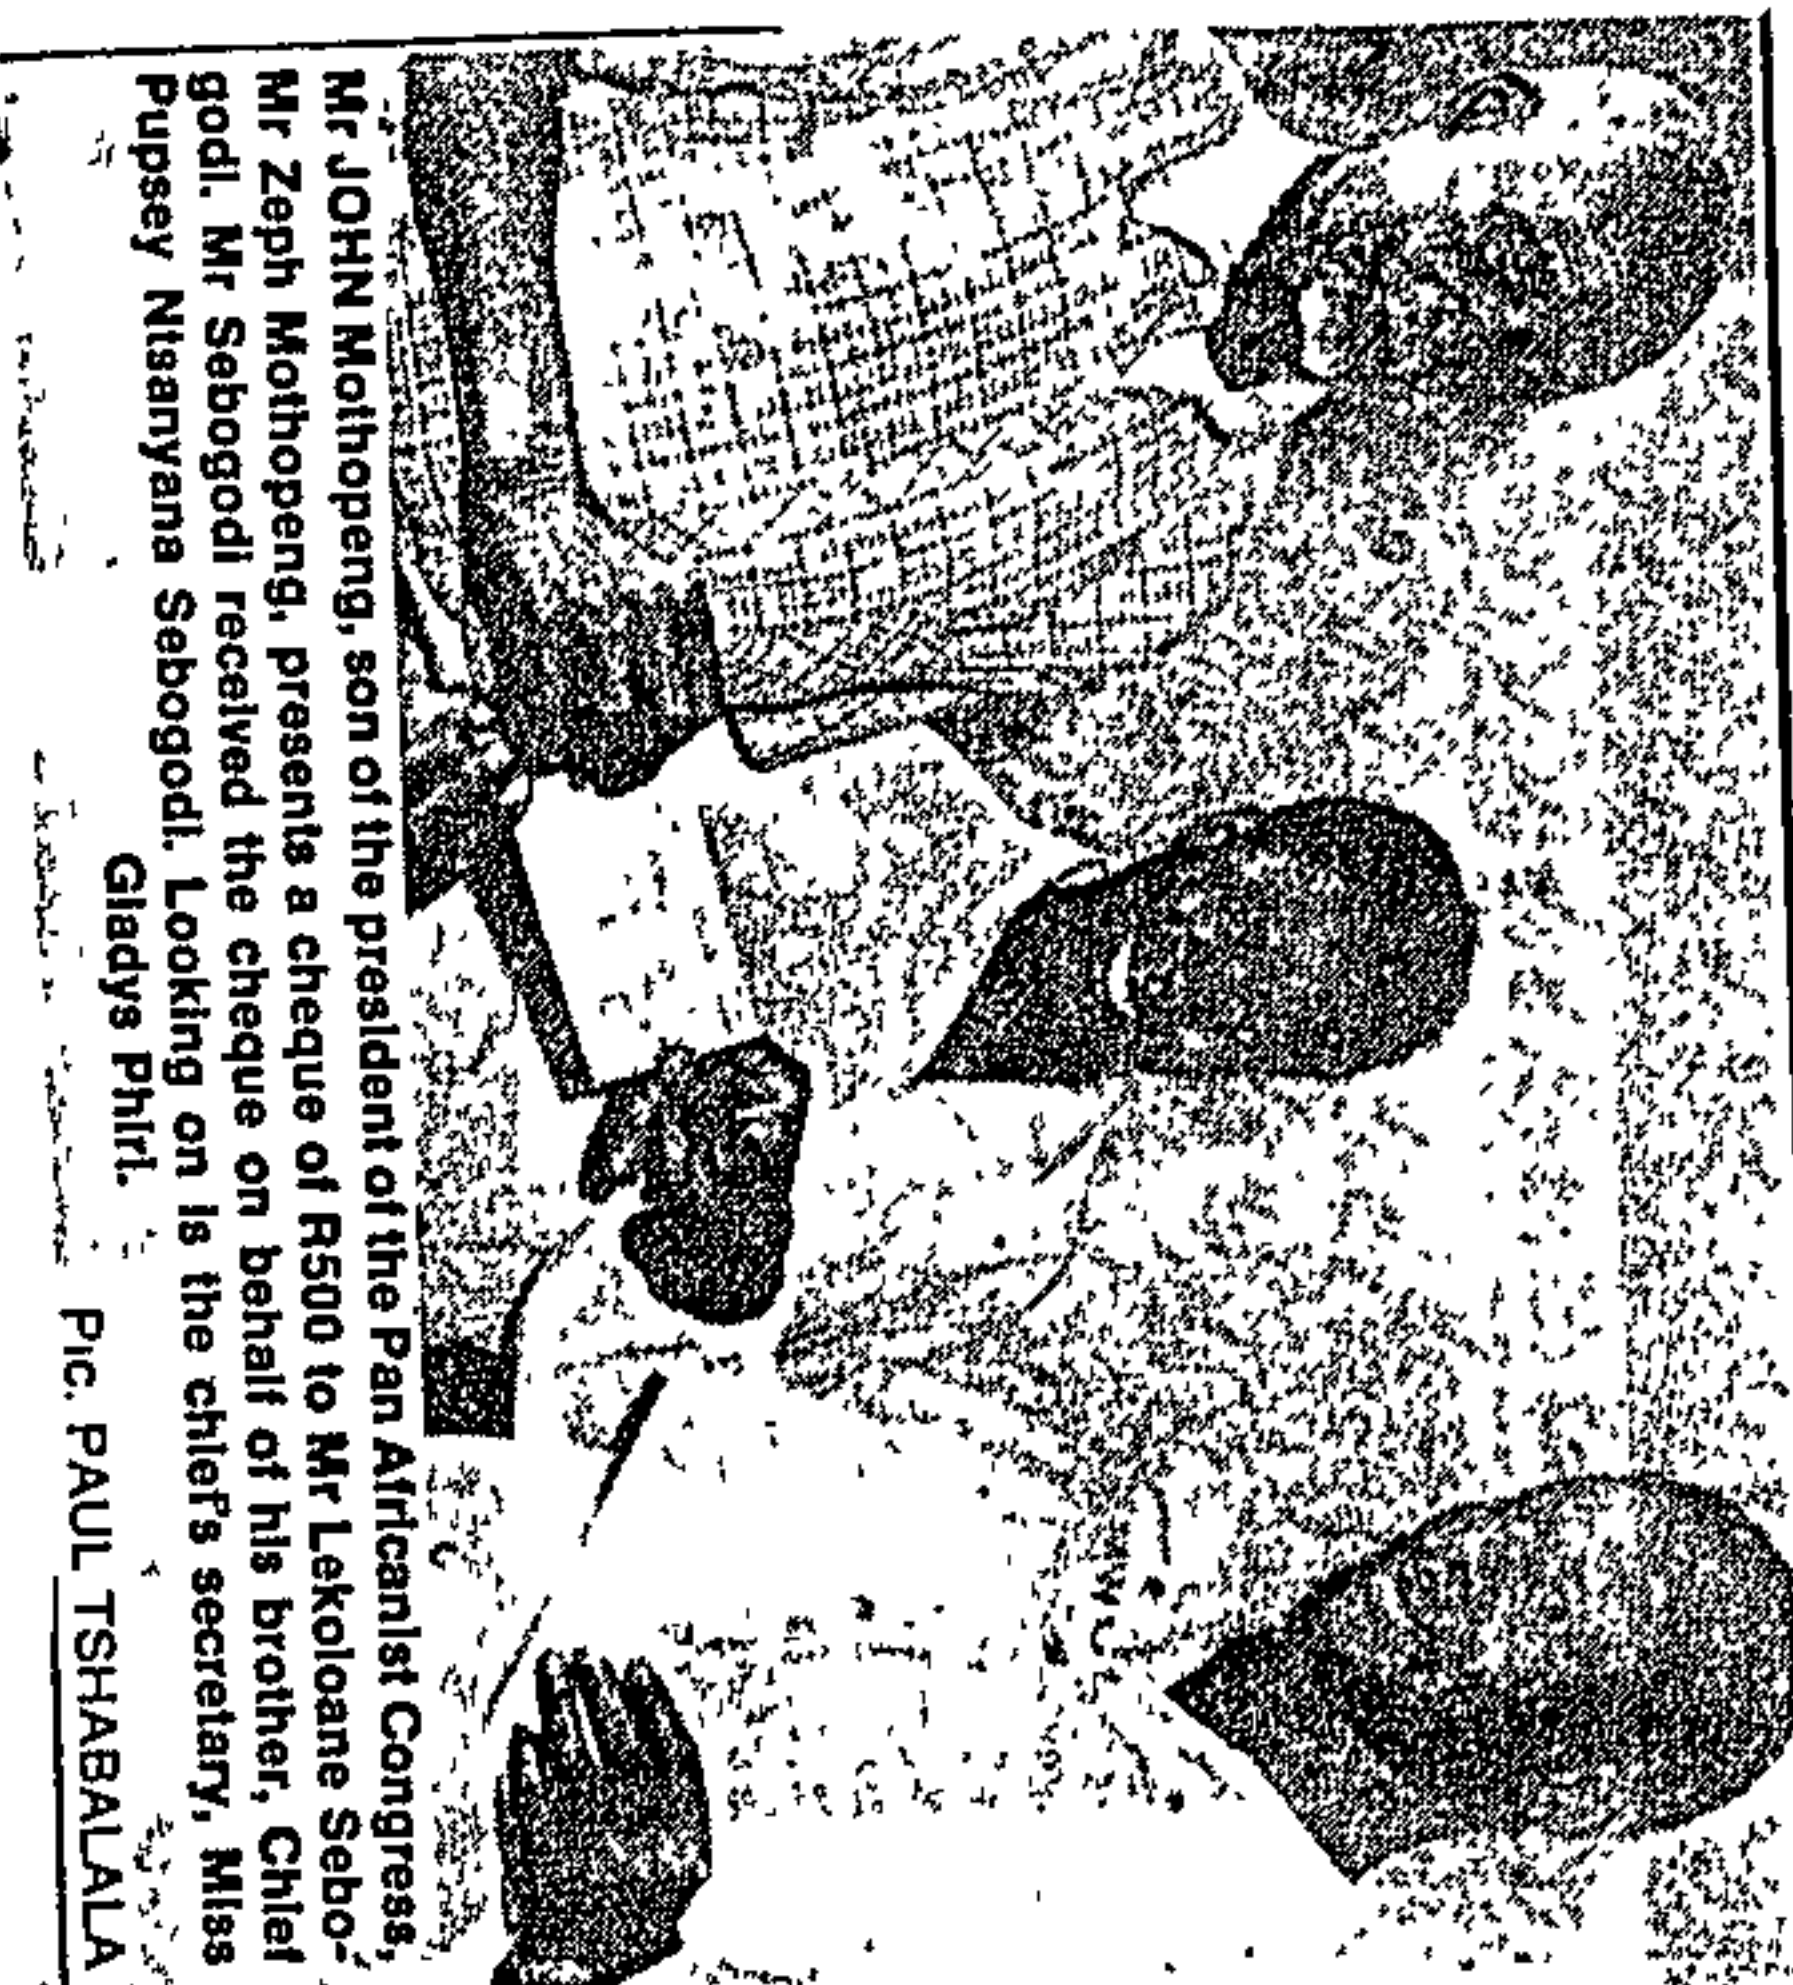 Mr JOHN Mothopeng, son of the president of the Pan Africanist Congress,
Mr Zeph Mothopeng, presents a cheque of R500 to Mr Lekoloane Sebo-
godi. Mr Sebogodi received the cheque on behalf of his brother, Chief
Pupsey Ntsanyana Sebogodi. Looking on is the chief's secretary, Miss
Gladys Phiri.
Pic. PAUL TSHABALALA